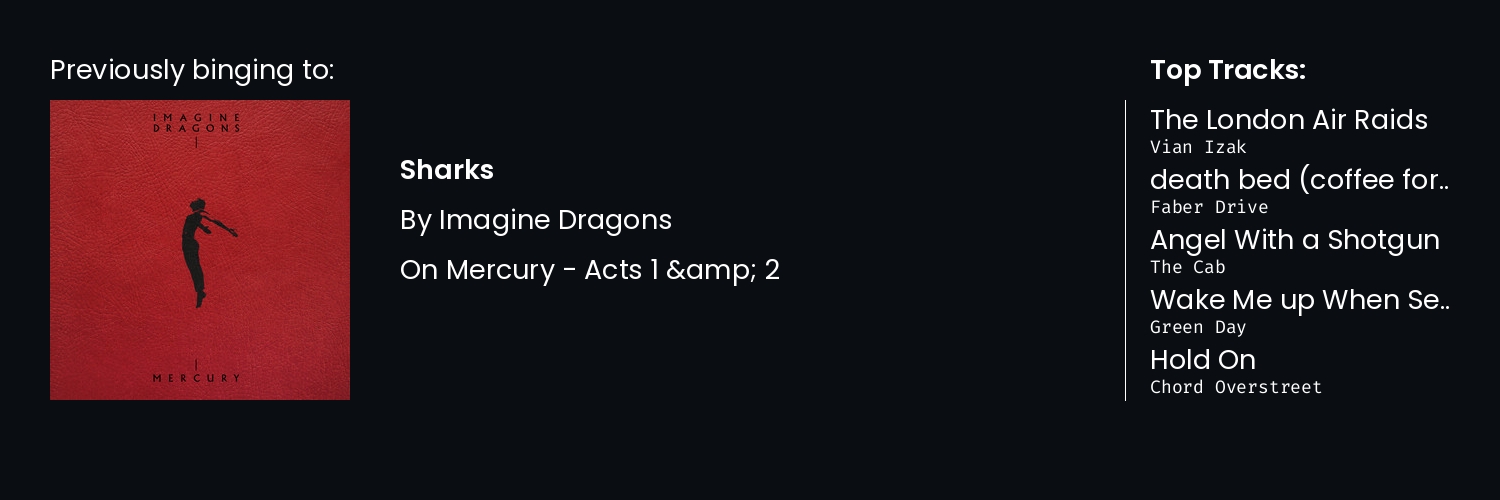 Previously binging to:
IMAGINE
DRAGONS
MERCURY
Sharks
By Imagine Dragons
On Mercury - Acts 1 &amp; 2
Top Tracks:
The London Air Raids
Vian Izak
death bed (coffee for..
Faber Drive
Angel With a Shotgun
The Cab
Wake Me up When Se..
Green Day
Hold On
Chord Overstreet